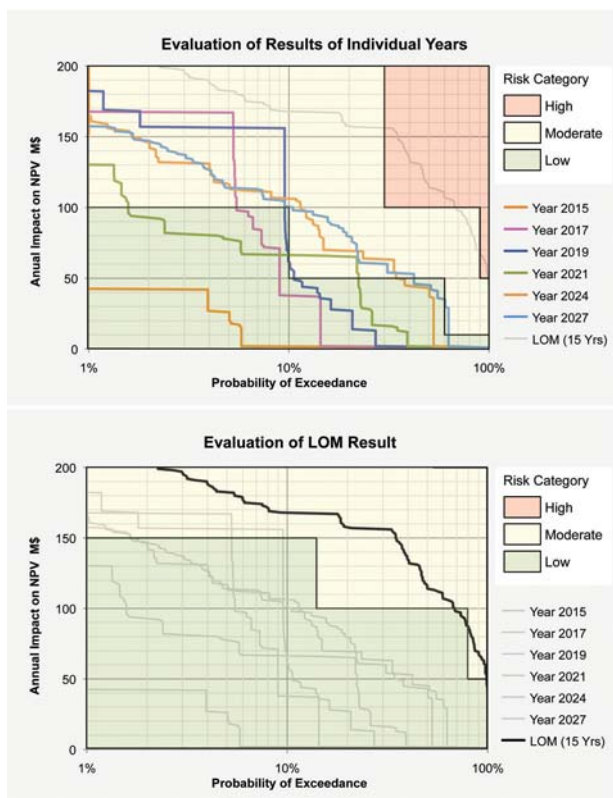 Evaluation of Results of Individual Years
200
150
100
50
0
Anual Impact on NPV M$
1%
10%
100%
Probability of Exceedance
Risk Category
High
Moderate
Low
Year 2015
Year 2017
Year 2019
Year 2021
Year 2024
Year 2027
LOM (15 Yrs)
Evaluation of LOM Result
200
150
100
50
0
Annual Impact on NPV M$
1%
10%
100%
Probability of Exceedance
Risk Category
High
Moderate
Low
Year 2015
Year 2017
Year 2019
Year 2021
Year 2024
Year 2027
LOM (15 Yrs)